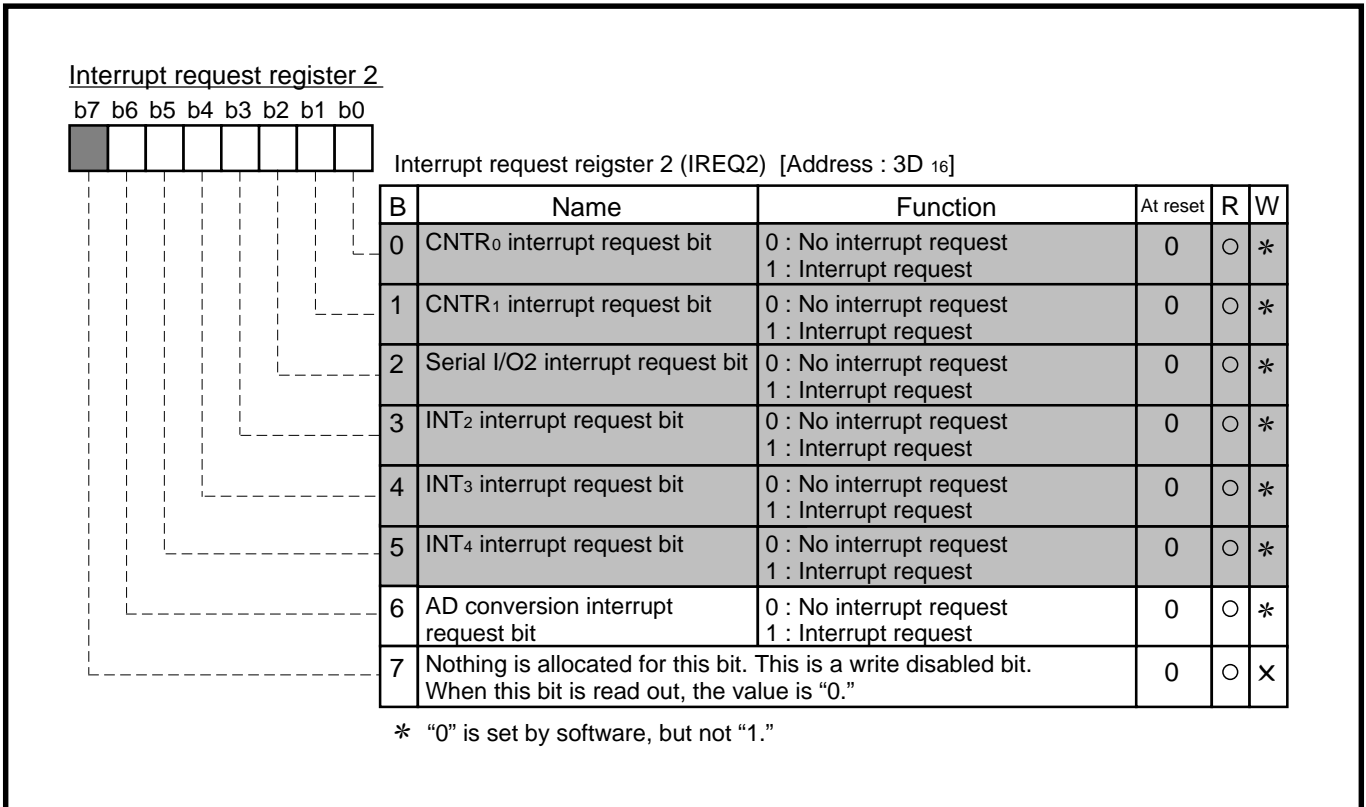 Interrupt request register 2
b7 b6 b5 b4 b3 b2 b1 b0
Interrupt request reigster 2 (IREQ2) [Address : 3D 16]
B Name Function At reset R W
0 CNTR0 interrupt request bit 0 : No interrupt request 0 ○ *
1 : Interrupt request
1 CNTR1 interrupt request bit 0 : No interrupt request 0 ○ *
1 : Interrupt request
2 Serial I/O2 interrupt request bit 0 : No interrupt request 0 ○ *
1 : Interrupt request
3 INT2 interrupt request bit 0 : No interrupt request 0 ○ *
1 : Interrupt request
4 INT3 interrupt request bit 0 : No interrupt request 0 ○ *
1 : Interrupt request
5 INT4 interrupt request bit 0 : No interrupt request 0 ○ *
1 : Interrupt request
6 AD conversion interrupt 0 : No interrupt request 0 ○ *
request bit 1 : Interrupt request
7 Nothing is allocated for this bit. This is a write disabled bit. 0 ○ ×
When this bit is read out, the value is “0.”
* “0” is set by software, but not “1.”